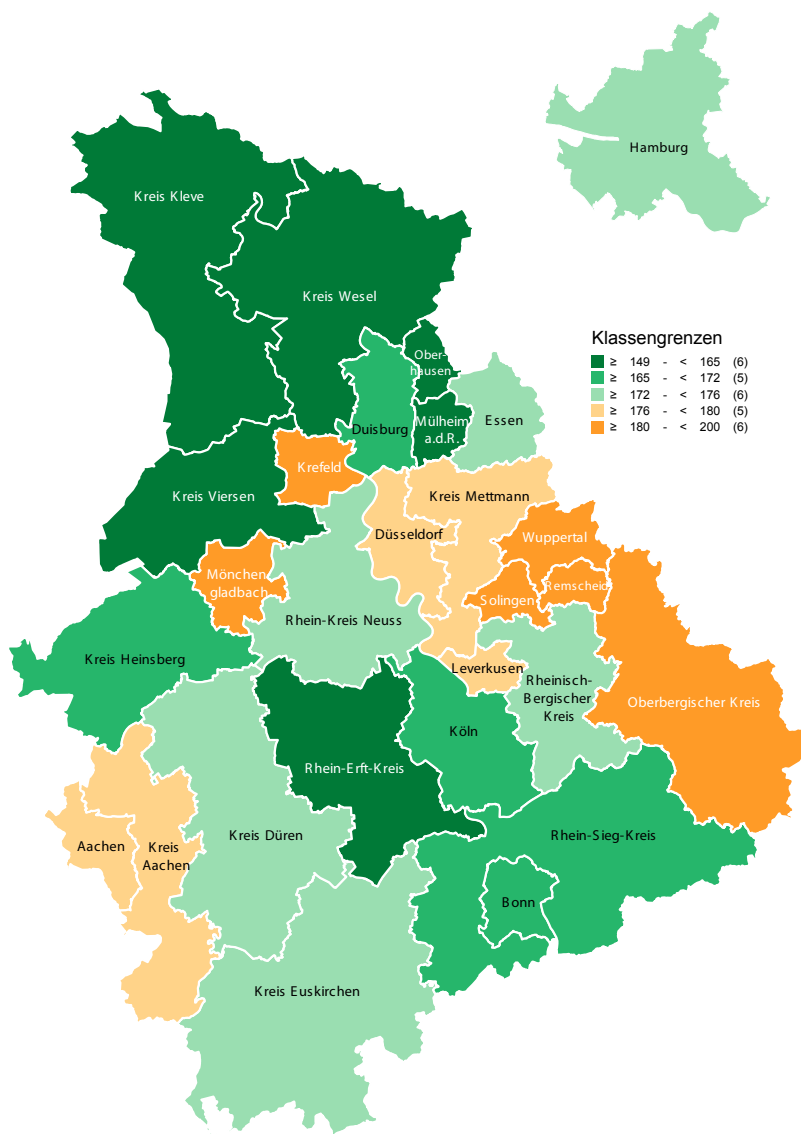 Hamburg
Kreis Kleve
Kreis Wesel
Klassengrenzen
≥ 149 - < 165 (6)
≥ 165 - < 172 (5)
≥ 172 - < 176 (6)
≥ 176 - < 180 (5)
≥ 180 - < 200 (6)
Ober-
hausen
Duisburg
Mülheim
a.d.R.
Essen
Krefeld
Kreis Viersen
Kreis Mettmann
Düsseldorf
Wuppertal
Mönchen
gladbach
Solingen
Remscheid
Rhein-Kreis Neuss
Kreis Heinsberg
Leverkusen
Rheinisch-
Bergischer
Kreis
Oberbergischer Kreis
Köln
Rhein-Erft-Kreis
Kreis Düren
Rhein-Sieg-Kreis
Aachen
Kreis
Aachen
Bonn
Kreis Euskirchen